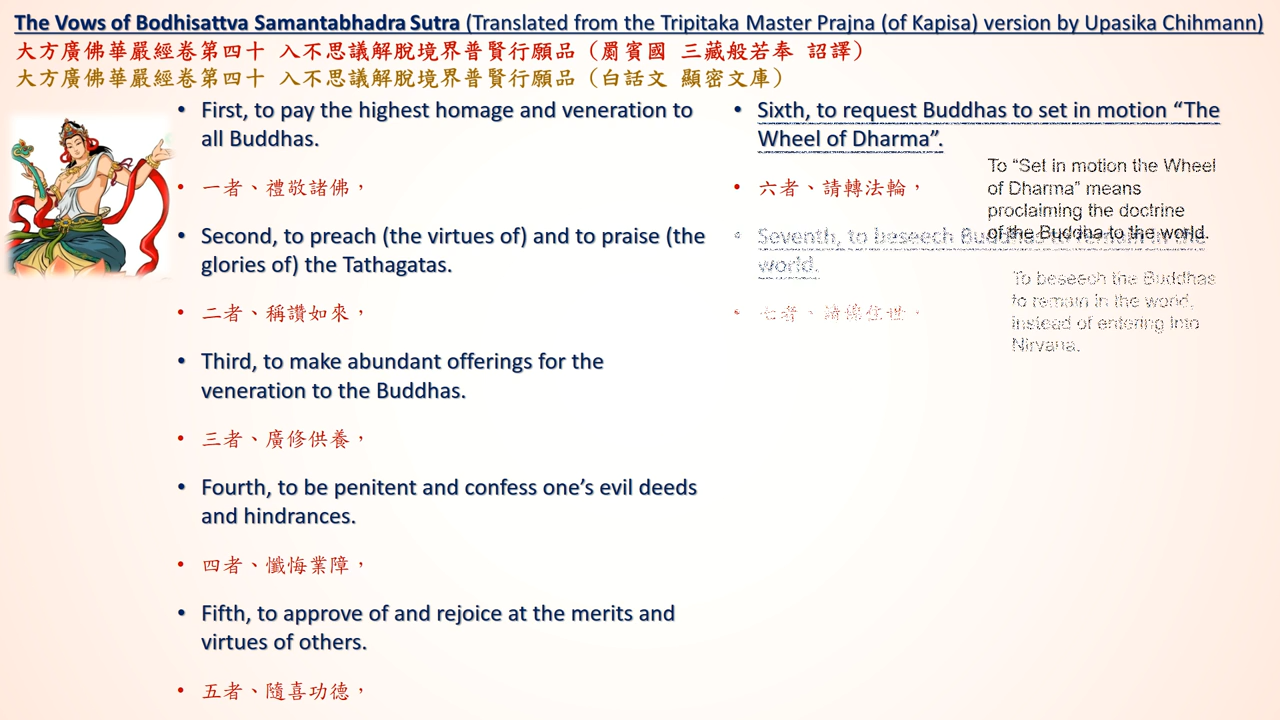 The Vows of Bodhisattva Samantabhadra Sutra (Translated from the Tripitaka Master Prajna (of Kapisa) version by Upasika Chihmann)
大方廣佛華嚴經卷第四十 入不思議解脫境界普賢行願品（罽賓國 三藏般若奉 詔譯）
大方廣佛華嚴經卷第四十 入不思議解脫境界普賢行願品（白話文 顯密文庫）
• First, to pay the highest homage and veneration to
all Buddhas.
• 一者、禮敬諸佛，
• Second, to preach (the virtues of) and to praise (the
glories of) the Tathagatas.
• 二者、稱讚如來，
• Third, to make abundant offerings for the
veneration to the Buddhas.
• 三者、廣修供養，
• Fourth, to be penitent and confess one’s evil deeds
and hindrances.
• 四者、懺悔業障，
• Fifth, to approve of and rejoice at the merits and
virtues of others.
• 五者、隨喜功德，
• Sixth, to request Buddhas to set in motion “The
Wheel of Dharma”.
• 六者、請轉法輪，
• Seventh, to beseech Buddhas to remain in the
world.
• 七者、請佛住世，
To “Set in motion the Wheel
of Dharma” means
proclaiming the doctrine
of the Buddha to the world.
To beseech the Buddhas
to remain in the world,
instead of entering into
Nirvana.